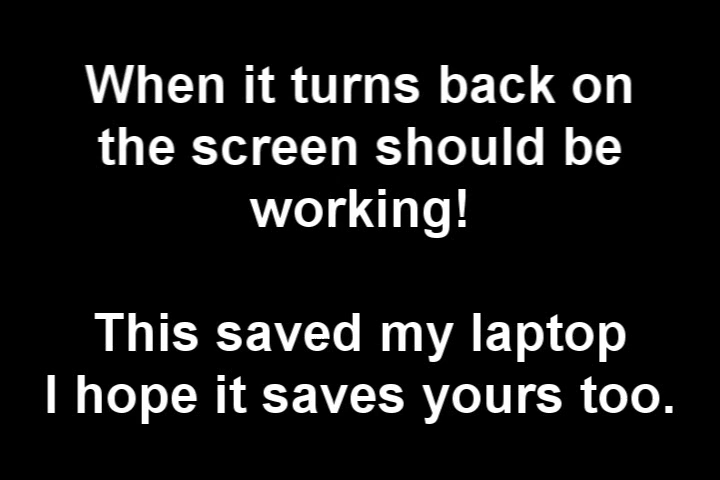 When it turns back on
the screen should be
working!
This saved my laptop
I hope it saves yours too.